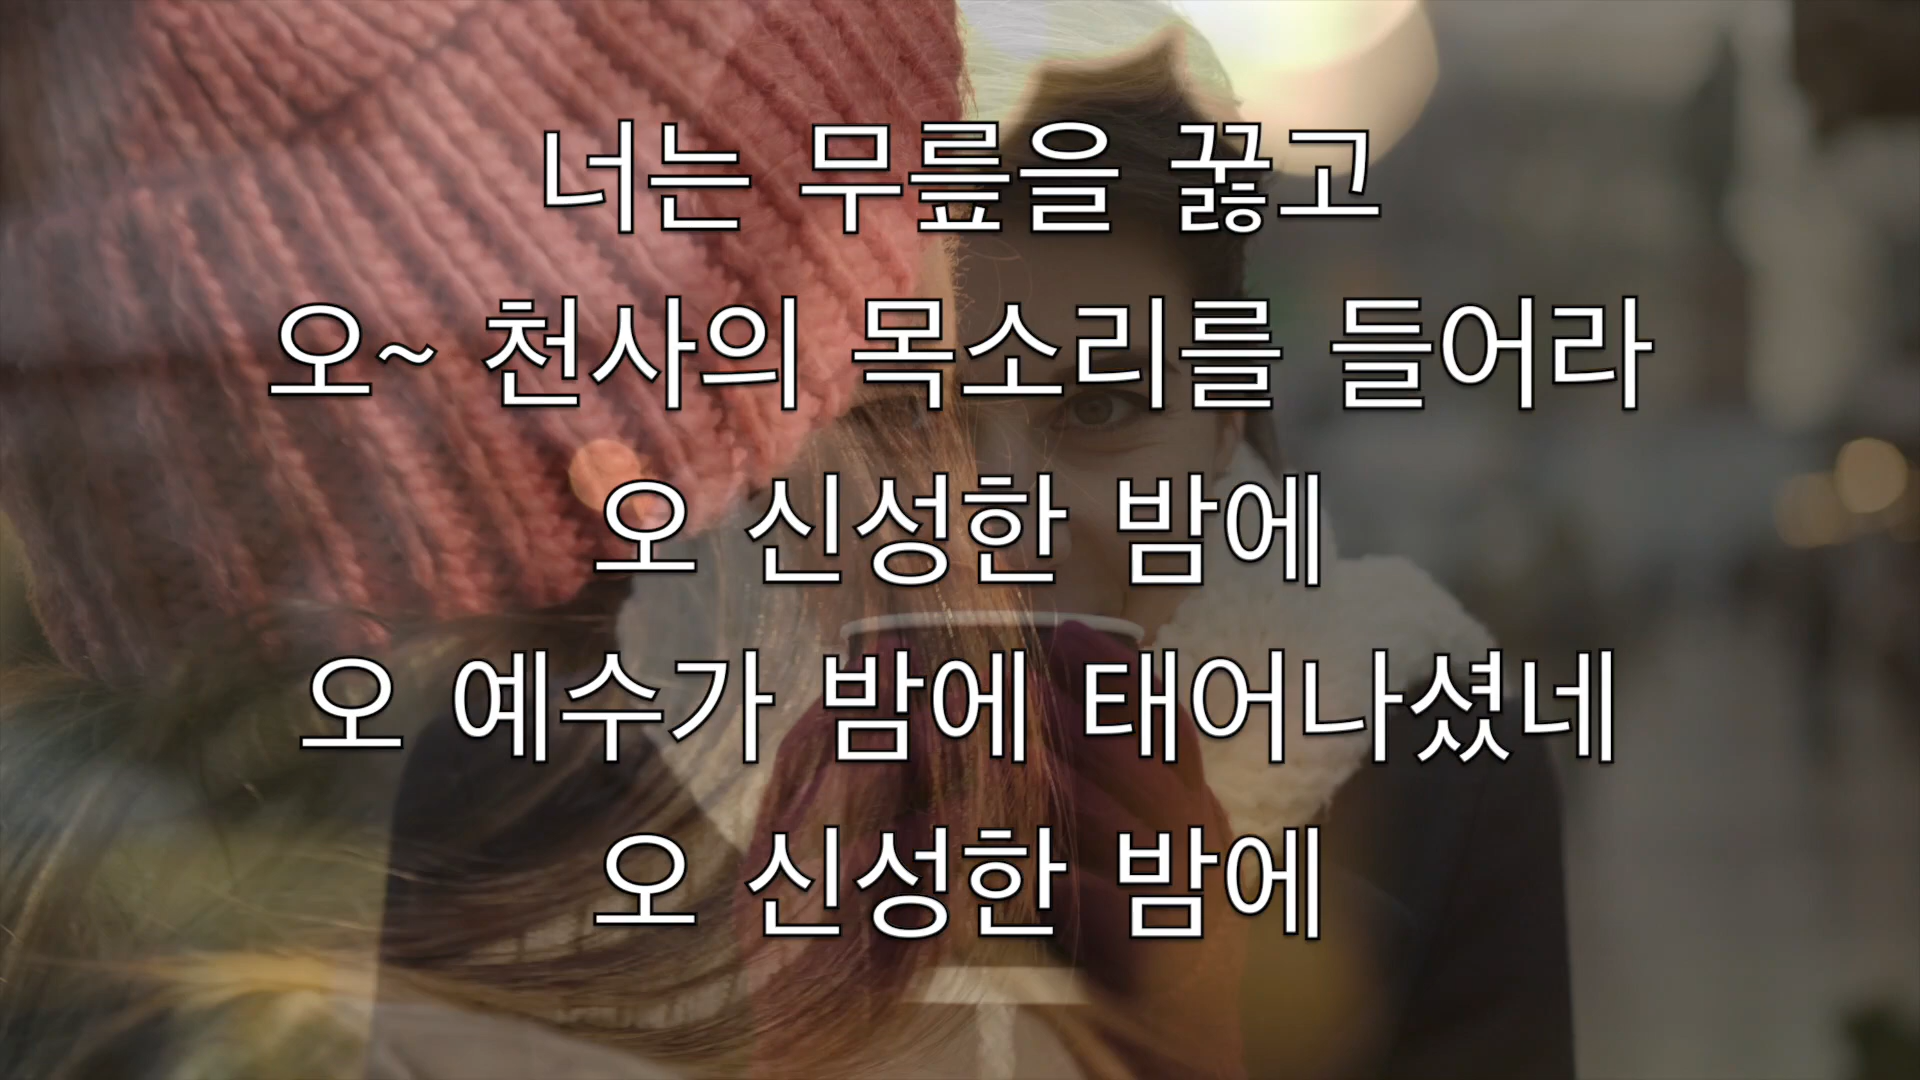 너는 무릎을 꿇고
오~ 천사의 목소리를 들어라
오 신성한 밤에
오 예수가 밤에 태어나셨네
오 신성한 밤에